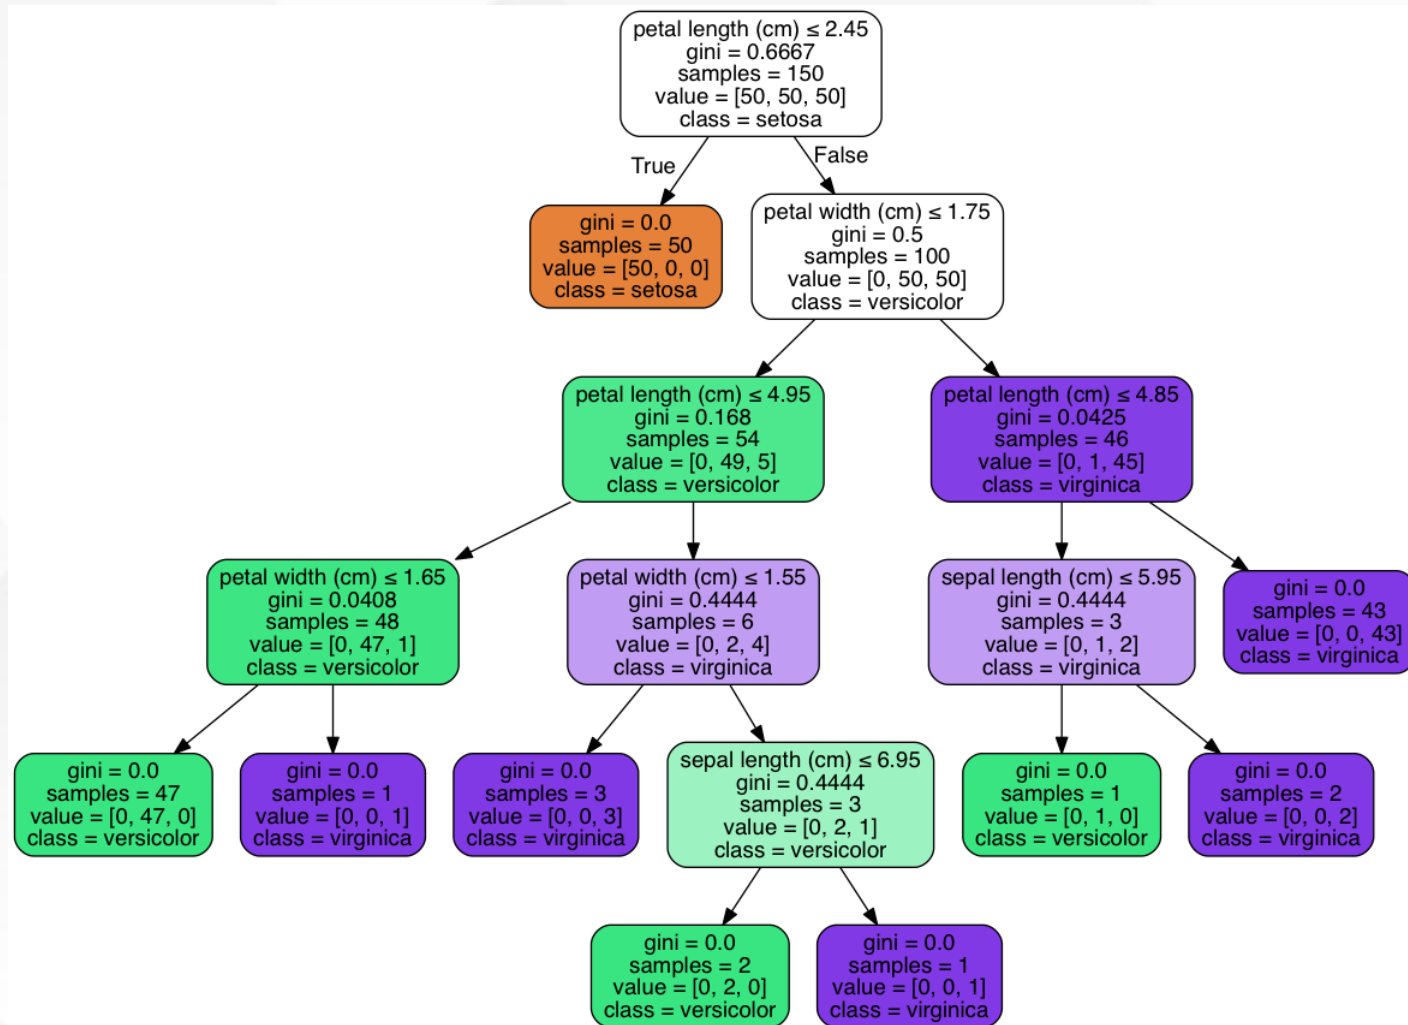 petal length (cm) ≤ 2.45
gini = 0.6667
samples = 150
value = [50, 50, 50]
class = setosa
True
False
gini = 0.0
samples = 50
value = [50, 0, 0]
class = setosa
petal width (cm) ≤ 1.75
gini = 0.5
samples = 100
value = [0, 50, 50]
class = versicolor
petal length (cm) ≤ 4.95
gini = 0.168
samples = 54
value = [0, 49, 5]
class = versicolor
petal length (cm) ≤ 4.85
gini = 0.0425
samples = 46
value = [0, 1, 45]
class = virginica
petal width (cm) ≤ 1.65
gini = 0.0408
samples = 48
value = [0, 47, 1]
class = versicolor
petal width (cm) ≤ 1.55
gini = 0.4444
samples = 6
value = [0, 2, 4]
class = virginica
sepal length (cm) ≤ 5.95
gini = 0.4444
samples = 3
value = [0, 1, 2]
class = virginica
gini = 0.0
samples = 43
value = [0, 0, 43]
class = virginica
gini = 0.0
samples = 47
value = [0, 47, 0]
class = versicolor
gini = 0.0
samples = 1
value = [0, 0, 1]
class = virginica
gini = 0.0
samples = 3
value = [0, 0, 3]
class = virginica
sepal length (cm) ≤ 6.95
gini = 0.4444
samples = 3
value = [0, 2, 1]
class = versicolor
gini = 0.0
samples = 1
value = [0, 1, 0]
class = versicolor
gini = 0.0
samples = 2
value = [0, 0, 2]
class = virginica
gini = 0.0
samples = 2
value = [0, 2, 0]
class = versicolor
gini = 0.0
samples = 1
value = [0, 0, 1]
class = virginica